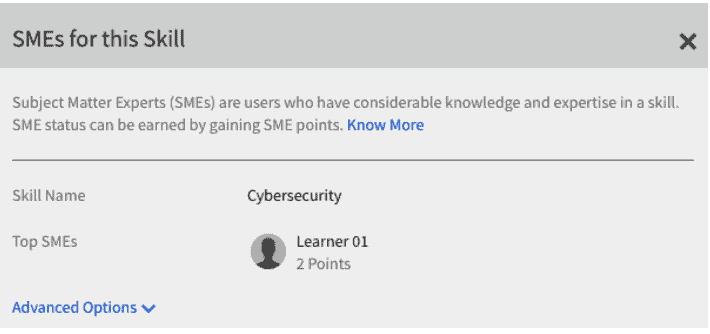 SMEs for this Skill
Subject Matter Experts (SMEs) are users who have considerable knowledge and expertise in a skill.
SME status can be earned by gaining SME points. Know More
Skill Name Cybersecurity
Top SMEs Learner 01
2 Points
Advanced Options